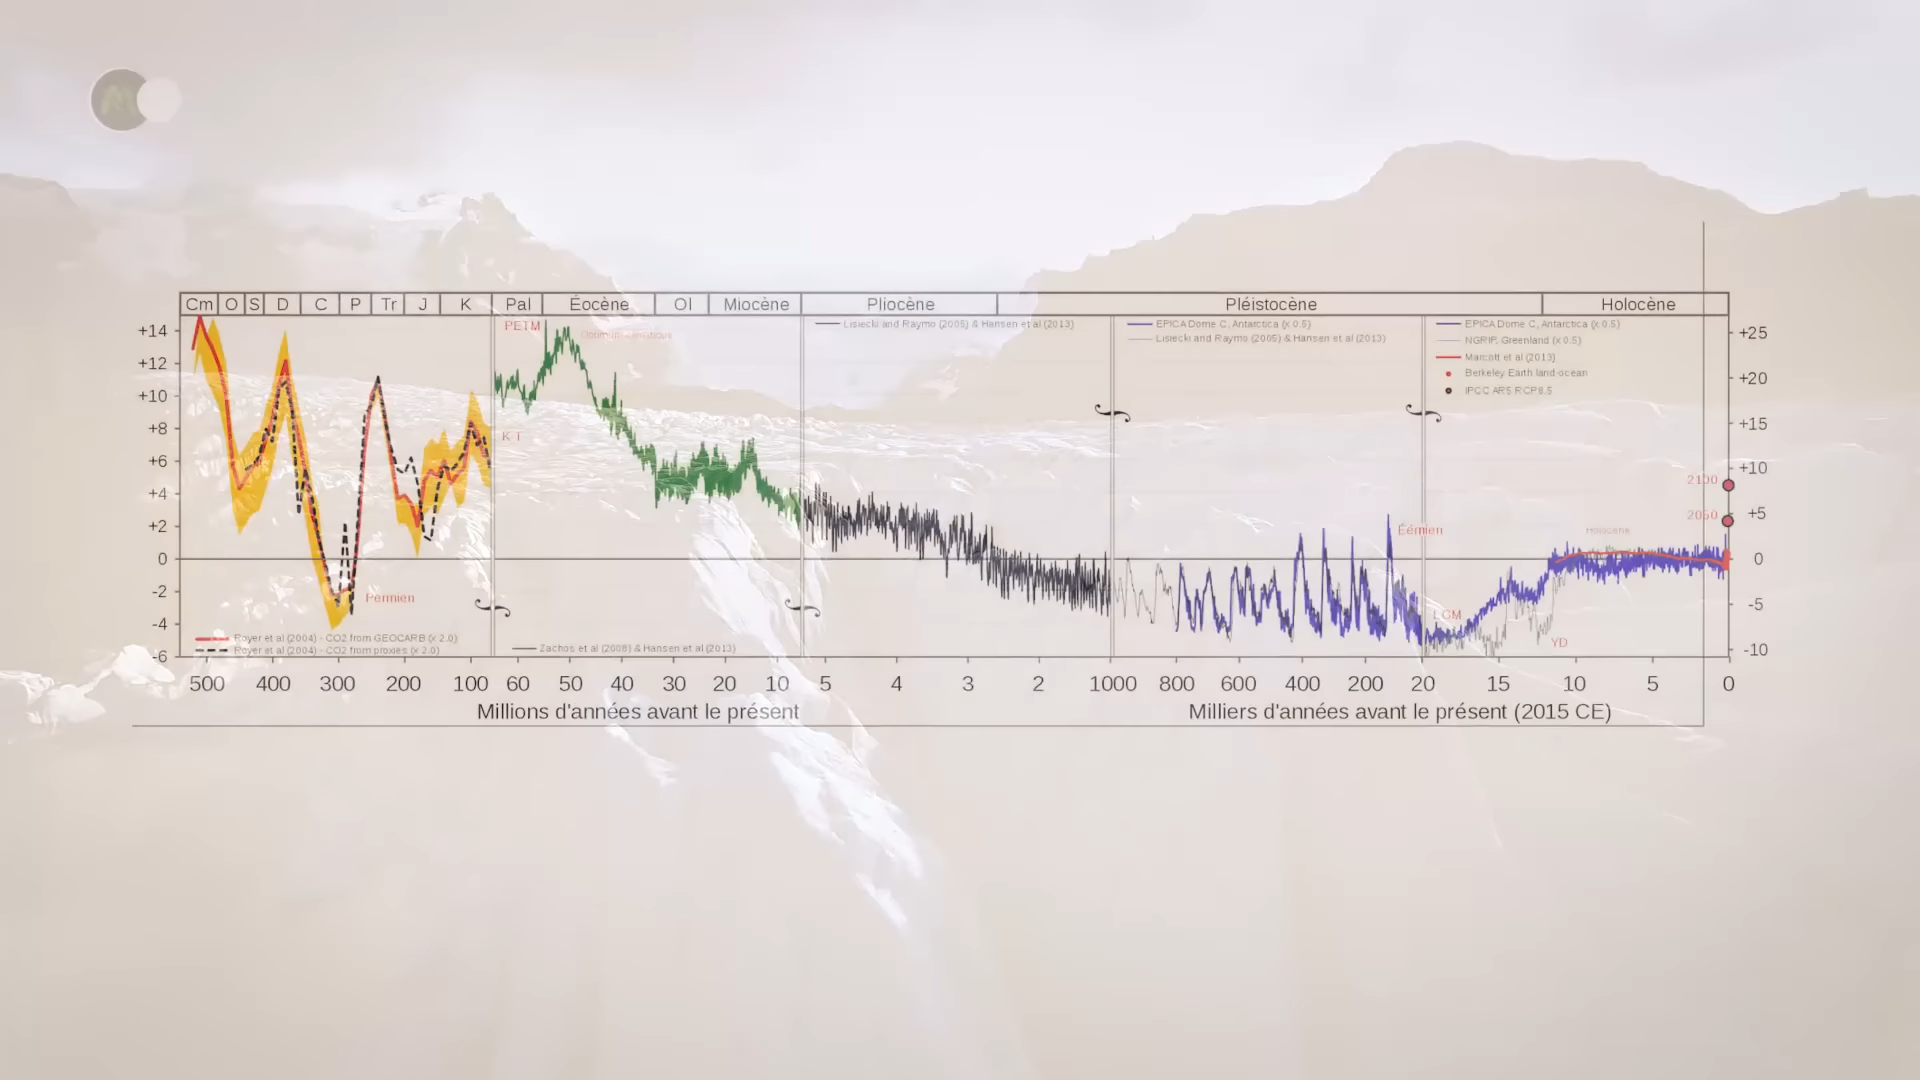 Cm O S D C P Tr J K Pal Éocène Ol Miocène Pliocène Pléistocène Holocène
+14
+12
+10
+8
+6
+4
+2
0
-2
-4
-6
PETM
Lisiecki and Raymo (2005) & Hansen et al (2013)
EPICA Dome C, Antarctica (x 0.5)
Lisiecki and Raymo (2005) & Hansen et al (2013)
EPICA Dome C, Antarctica (x 0.5)
NGRIP, Greenland (x 0.5)
Marcott et al (2013)
Berkeley Earth land-ocean
IPCC AR5 RCP8.5
K T
Permien
Éémien
Holocène
LGM
YD
2100
2050
Royer et al (2004) - CO2 from GEOCARB (x 2.0)
Royer et al (2004) - CO2 from proxies (x 2.0)
Zachos et al (2008) & Hansen et al (2013)
+25
+20
+15
+10
+5
0
-5
-10
500 400 300 200 100 60 50 40 30 20 10 5 4 3 2 1000 800 600 400 200 20 15 10 5 0
Millions d'années avant le présent
Milliers d'années avant le présent (2015 CE)